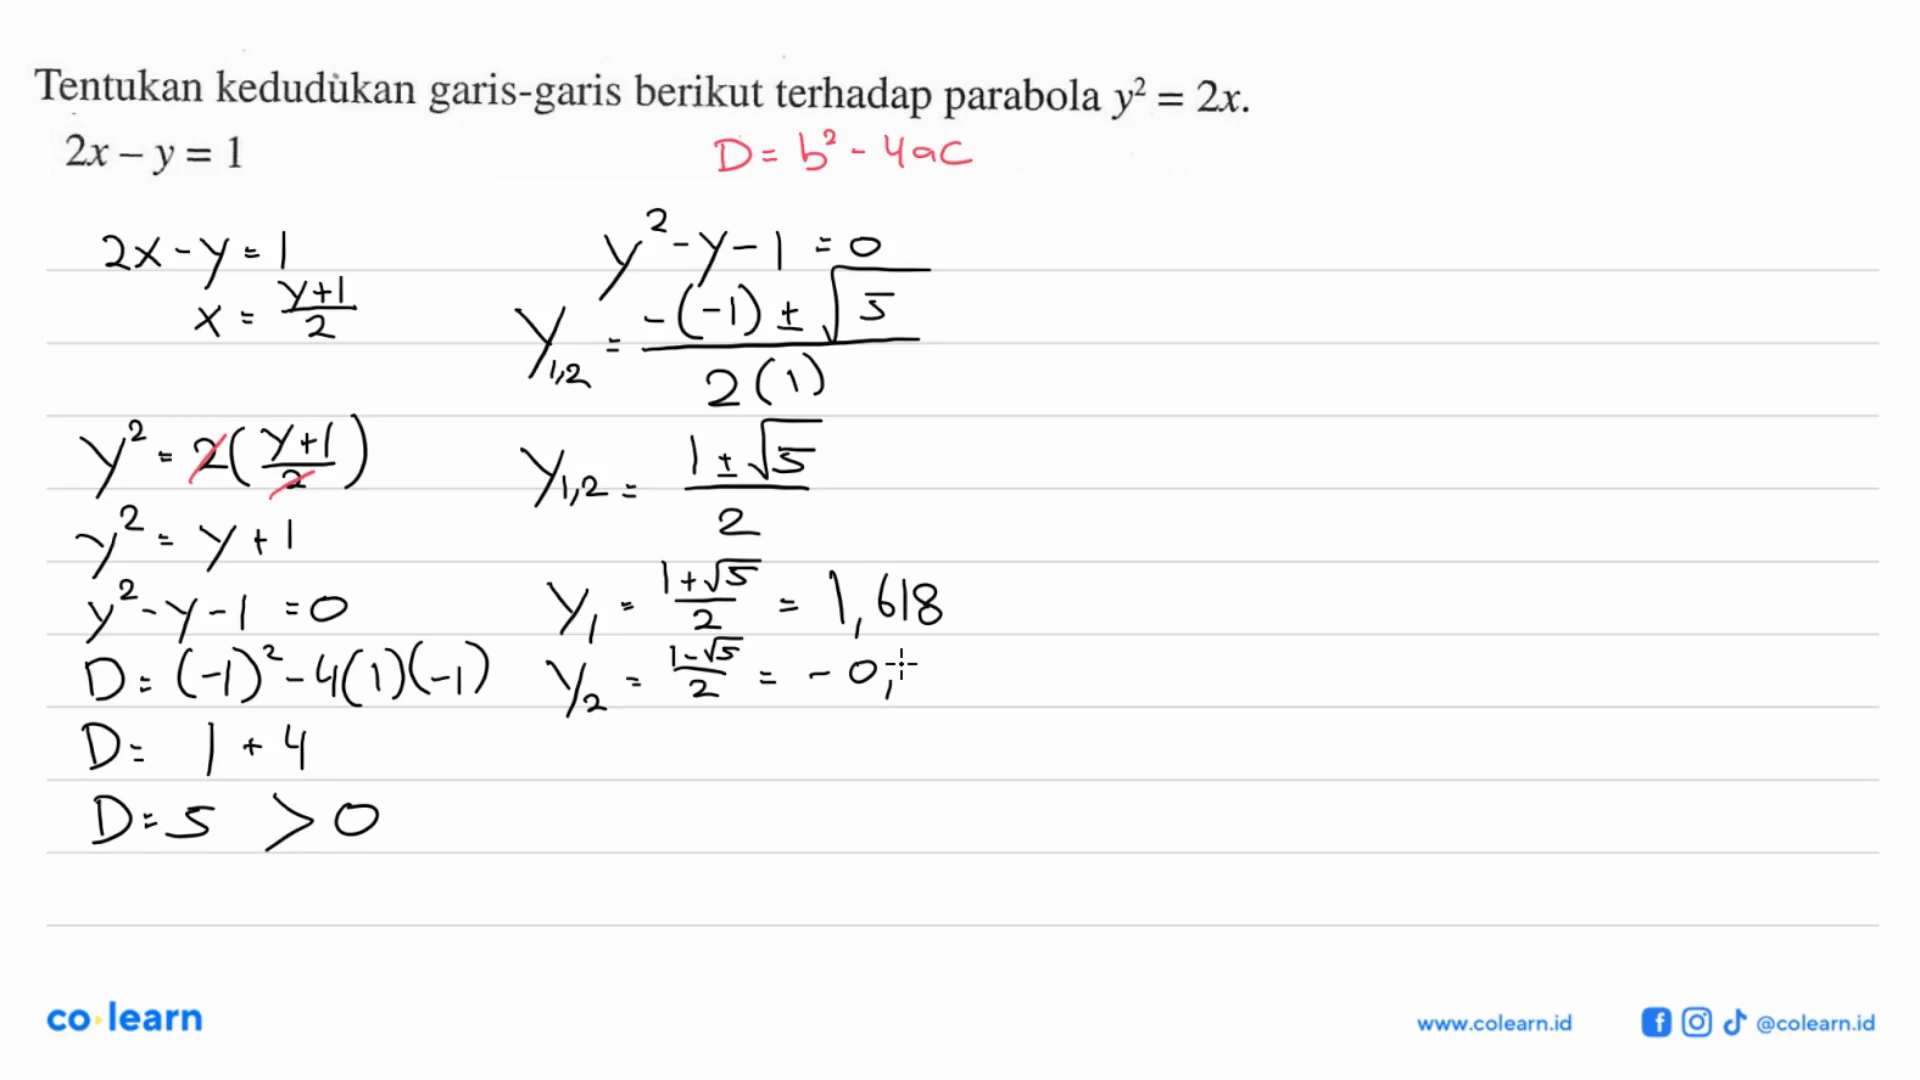 Tentukan kedudukan garis-garis berikut terhadap parabola y² = 2x.
2x – y = 1
D = b² - 4ac
2x - y = 1
x = (y+1)/2
y² = 2((y+1)/2)
y² = y + 1
y² - y - 1 = 0
D = (-1)² - 4(1)(-1)
D = 1 + 4
D = 5 > 0
y² - y - 1 = 0
y₁,₂ = (-(-1) ± √5)/(2(1))
y₁,₂ = (1 ± √5)/2
y₁ = (1+√5)/2 = 1,618
y₂ = (1-√5)/2 = - 0,
co learn
www.colearn.id
@colearn.id